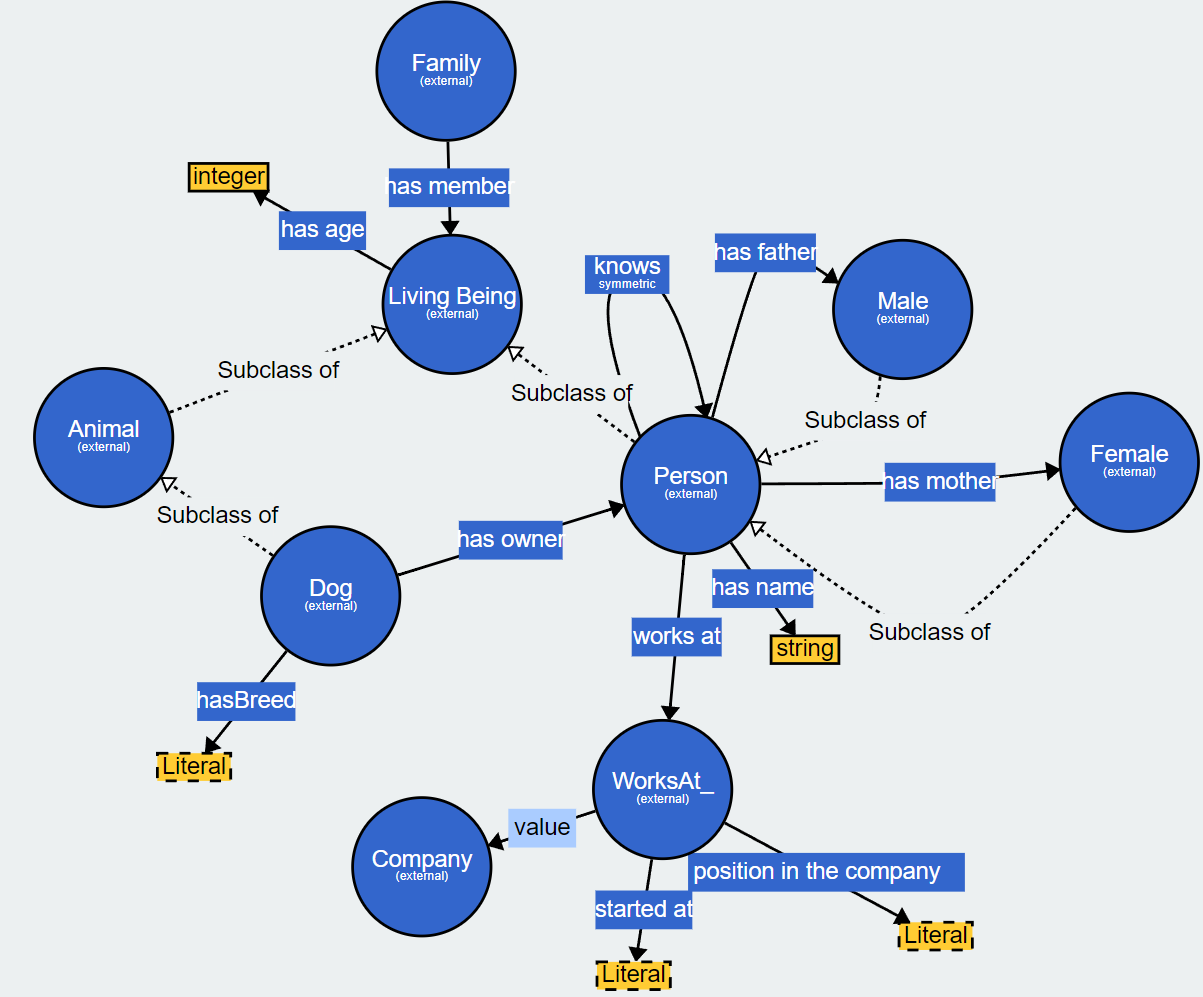 Family
(external)
integer
has member
has age
knows
symmetric
has father
Living Being
(external)
Male
(external)
Subclass of
Subclass of
Subclass of
Animal
(external)
Female
(external)
Person
(external)
has mother
Subclass of
has owner
Dog
(external)
has name
works at
Subclass of
string
hasBreed
Literal
WorksAt_
(external)
value
Company
(external)
position in the company
started at
Literal
Literal